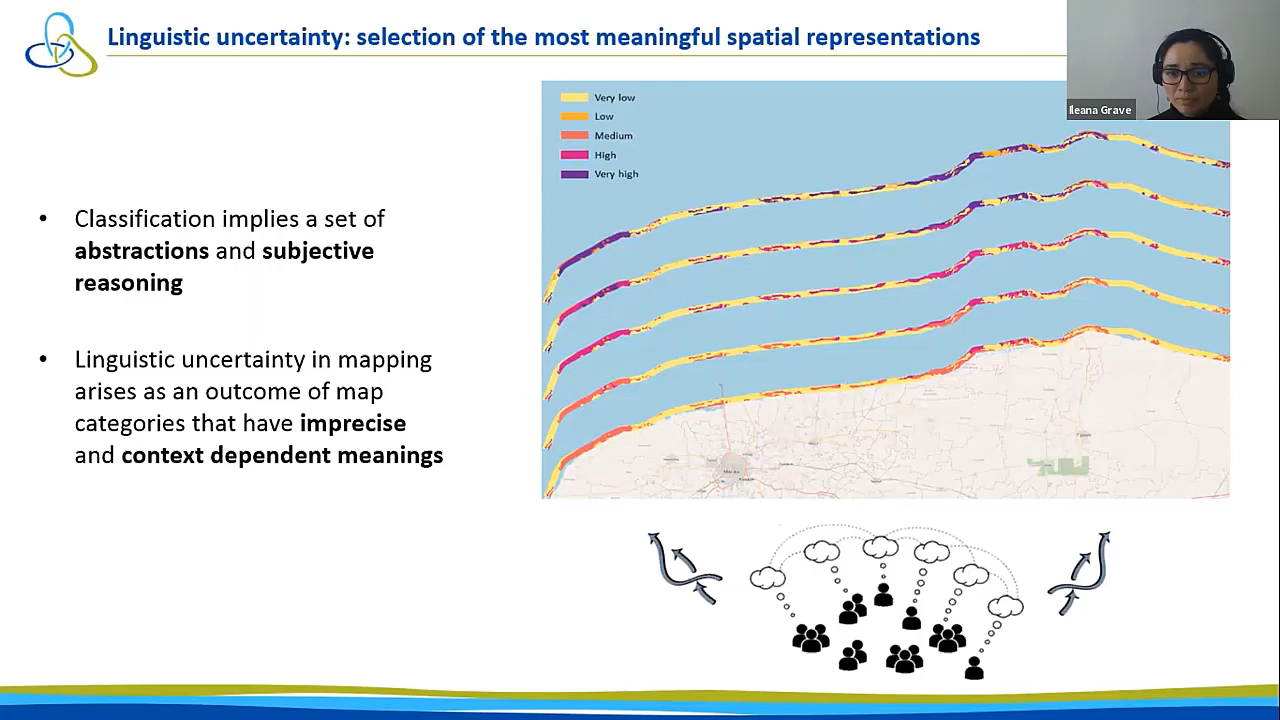 Linguistic uncertainty: selection of the most meaningful spatial representations
Ileana Grave
Very low
Low
Medium
High
Very high
• Classification implies a set of
abstractions and subjective
reasoning
• Linguistic uncertainty in mapping
arises as an outcome of map
categories that have imprecise
and context dependent meanings